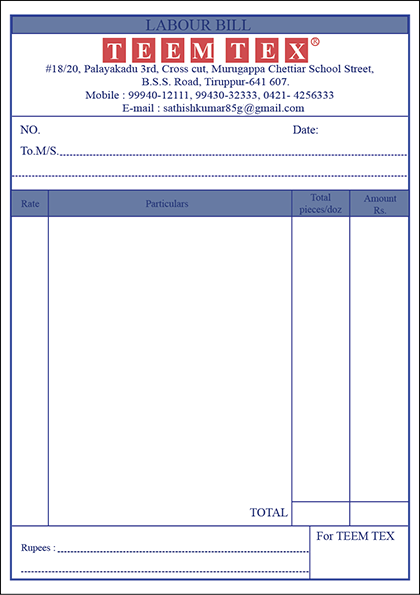 LABOUR BILL
TEEM TEX®
#18/20, Palayakadu 3rd, Cross cut, Murugappa Chettiar School Street,
B.S.S. Road, Tiruppur-641 607.
Mobile : 99940-12111, 99430-32333, 0421- 4256333
E-mail : sathishkumar85g@gmail.com
NO. Date:
To.M/S.
Rate Particulars Total pieces/doz Amount Rs.
TOTAL
For TEEM TEX
Rupees :